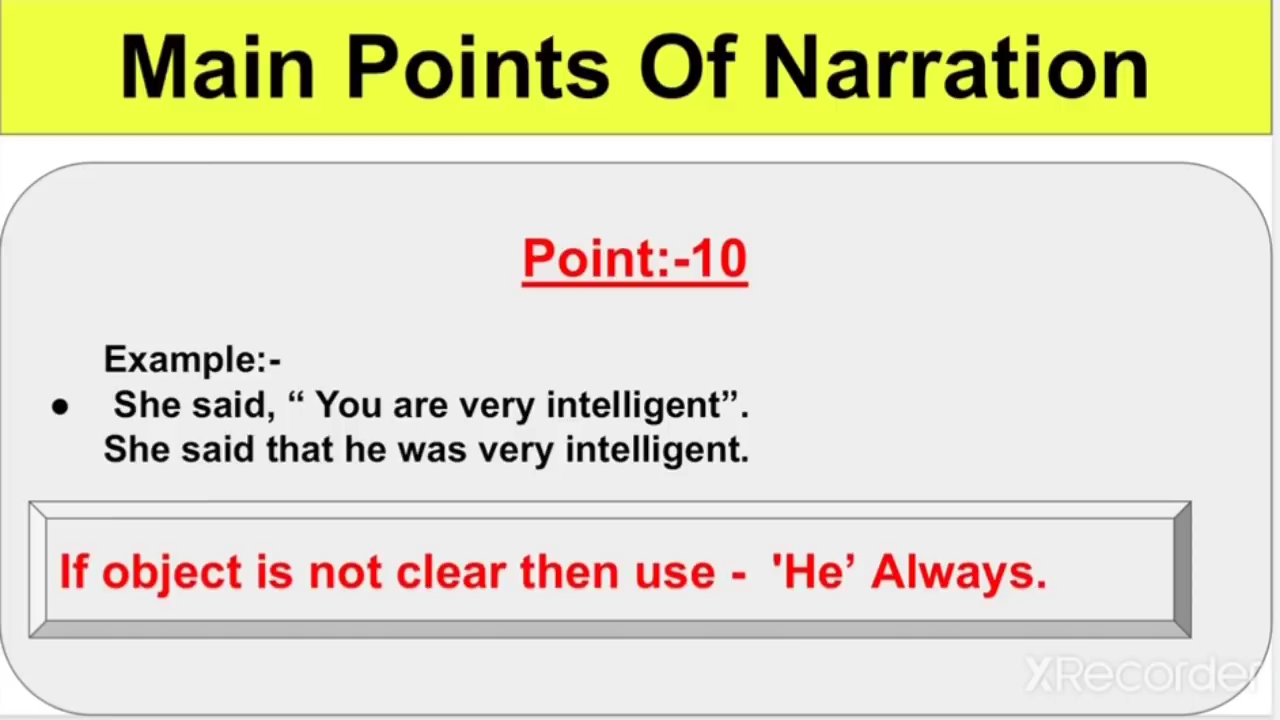 Main Points Of Narration
Point:-10
Example:-
● She said, “ You are very intelligent”.
She said that he was very intelligent.
If object is not clear then use - 'He’ Always.
XRecorder